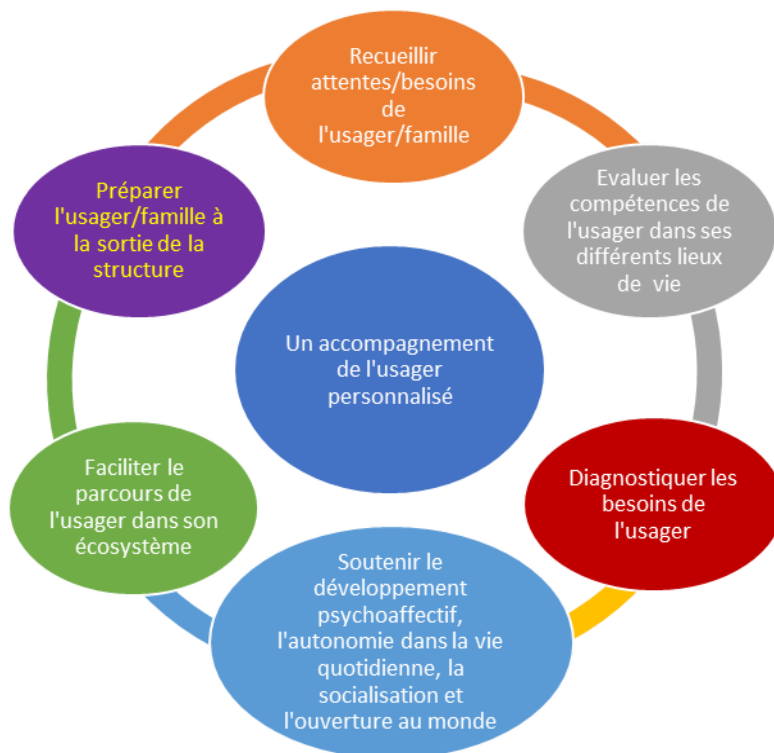 Recueillir
attentes/besoins
de
l'usager/famille
Evaluer les
compétences de
l'usager dans ses
différents lieux
de vie
Diagnostiquer les
besoins de
l'usager
Soutenir le
développement
psychoaffectif,
l'autonomie dans la vie
quotidienne, la
socialisation et
l'ouverture au monde
Faciliter le
parcours de
l'usager dans son
écosystème
Préparer
l'usager/famille à
la sortie de la
structure
Un accompagnement
de l'usager
personnalisé